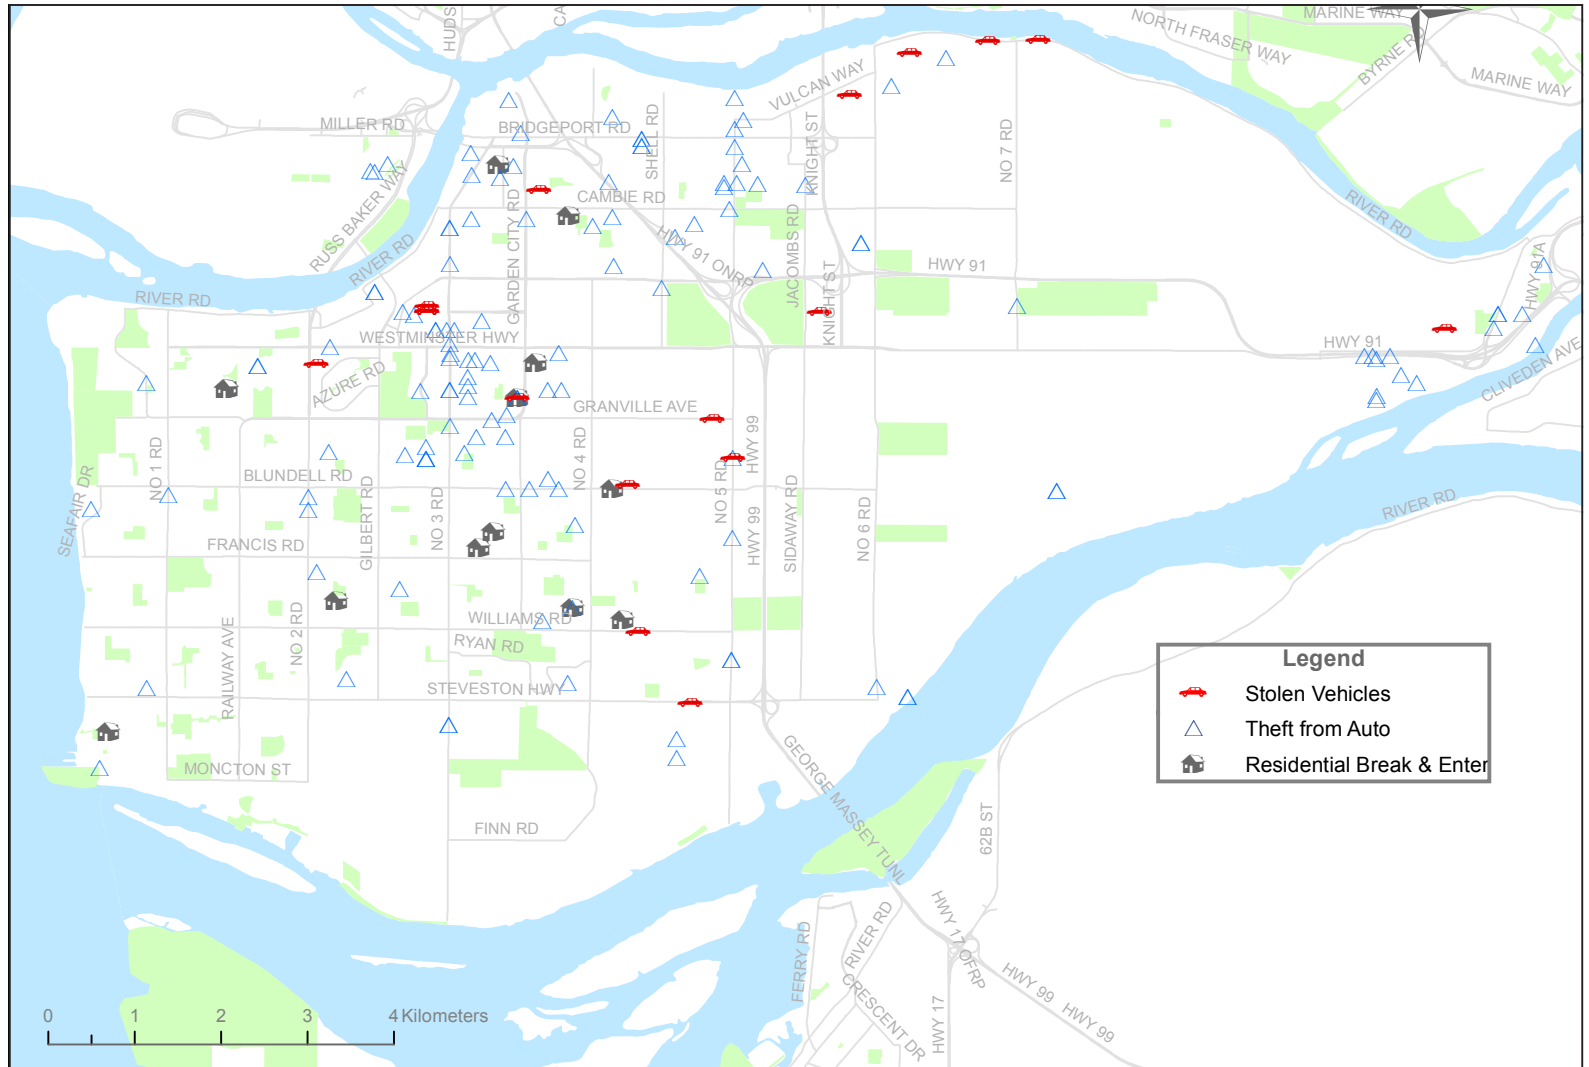 HUDS
CA
NORTH FRASER WAY
MARINE WAY
BYRNE RD
MARINE WAY
VULCAN WAY
MILLER RD
BRIDGEPORT RD
SHELL RD
KNIGHT ST
NO 7 RD
RUSS BAKER WAY
CAMBIE RD
RIVER RD
RIVER RD
GARDEN CITY RD
HWY 91 ONRP
JACOMBS RD
KNIGHT ST
HWY 91
HWY 91A
RIVER RD
WESTMINSTER HWY
HWY 91
CLIVEDEN AVE
AZURE RD
GRANVILLE AVE
HWY 99
NO 1 RD
NO 4 RD
BLUNDELL RD
SEAFAIR DR
GILBERT RD
NO 3 RD
NO 5 RD
SIDAWAY RD
NO 6 RD
RIVER RD
FRANCIS RD
HWY 99
WILLIAMS RD
RYAN RD
NO 2 RD
RAILWAY AVE
STEVESTON HWY
Legend
Stolen Vehicles
Theft from Auto
Residential Break & Enter
MONCTON ST
GEORGE MASSEY TUNL
FINN RD
62B ST
FERRY RD
RIVER RD
HWY 17 OFRP
CRESCENT DR
HWY 17
HWY 99
HWY 99
0 1 2 3 4 Kilometers